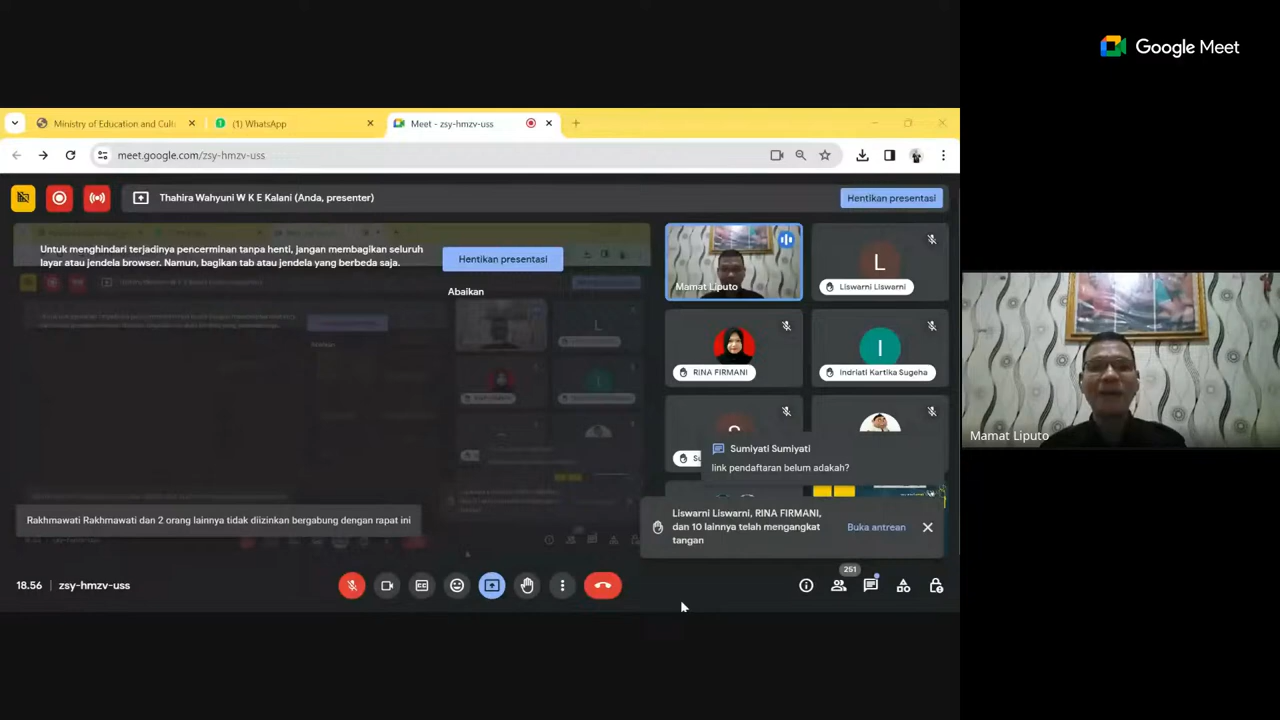 Google Meet
Ministry of Education and Cultu
(1) WhatsApp
Meet - zsy-hmzv-uss
meet.google.com/zsy-hmzv-uss
Thahira Wahyuni W K E Kalani (Anda, presenter)
Hentikan presentasi
Untuk menghindari terjadinya pencerminan tanpa henti, jangan membagikan seluruh
layar atau jendela browser. Namun, bagikan tab atau jendela yang berbeda saja.
Hentikan presentasi
Abaikan
Mamat Liputo
L
Liswarni Liswarni
RINA FIRMANI
I
Indriati Kartika Sugeha
Sumiyati Sumiyati
link pendaftaran belum adakah?
Liswarni Liswarni, RINA FIRMANI,
dan 10 lainnya telah mengangkat
tangan
Buka antrean
Rakhmawati Rakhmawati dan 2 orang lainnya tidak diizinkan bergabung dengan rapat ini
18.56 | zsy-hmzv-uss
251
Mamat Liputo